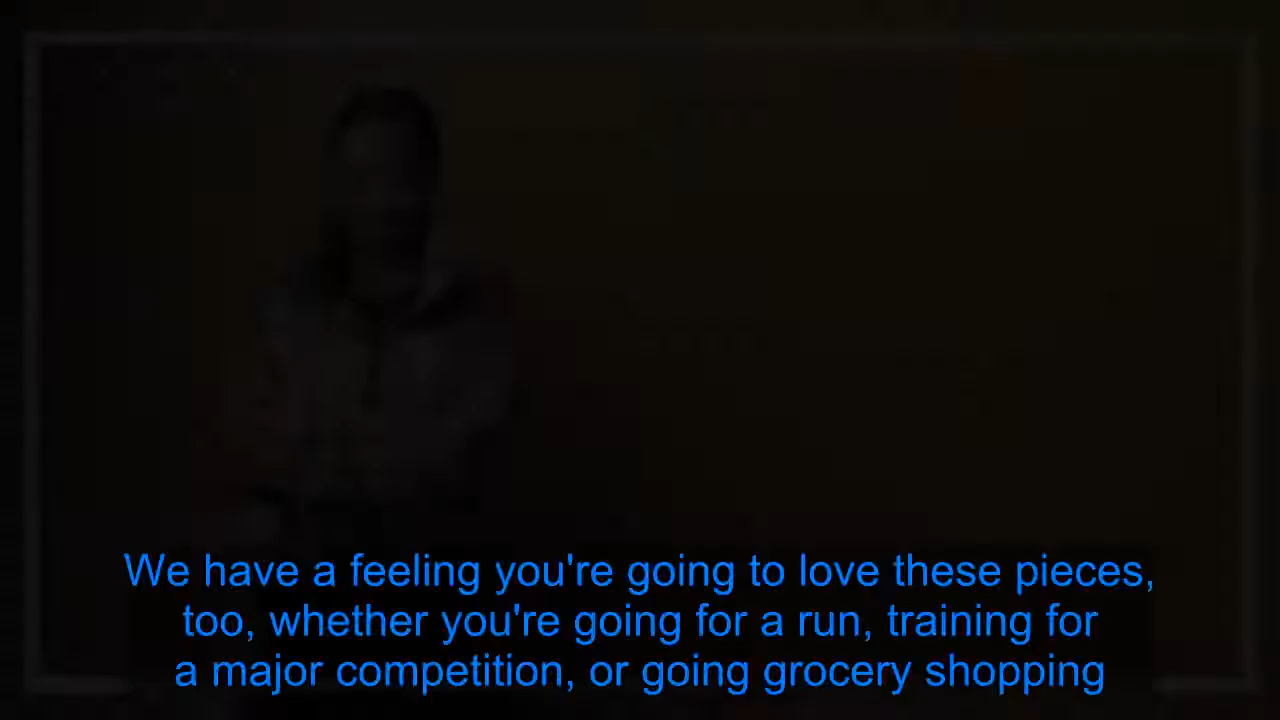 We have a feeling you're going to love these pieces,
too, whether you're going for a run, training for
a major competition, or going grocery shopping